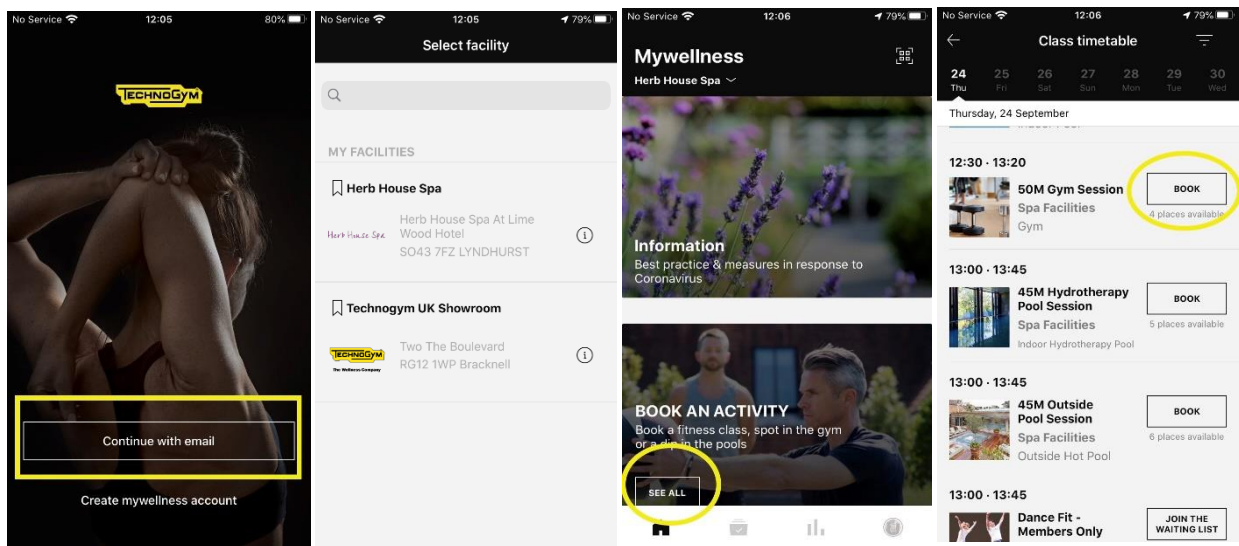 No Service 12:05 80%
TECHNOGYM
Continue with email
Create mywellness account
No Service 12:05 79%
Select facility
MY FACILITIES
Herb House Spa
Herb House Spa At Lime
Herb House Spa
Wood Hotel
SO43 7FZ LYNDHURST
Technogym UK Showroom
TECHNOGYM
The Wellness Company
Two The Boulevard
RG12 1WP Bracknell
No Service 12:06 79%
Mywellness
Herb House Spa
Information
Best practice & measures in response to
Coronavirus
BOOK AN ACTIVITY
Book a fitness class, spot in the gym
or a dip in the pools
SEE ALL
No Service 12:06 79%
Class timetable
24 25 26 27 28 29 30
Thu Fri Sat Sun Mon Tue Wed
Thursday, 24 September
12:30 - 13:20
50M Gym Session
BOOK
Spa Facilities
4 places available
Gym
13:00 - 13:45
45M Hydrotherapy
Pool Session
BOOK
Spa Facilities
5 places available
Indoor Hydrotherapy Pool
13:00 - 13:45
45M Outside
Pool Session
BOOK
Spa Facilities
6 places available
Outside Hot Pool
13:00 - 13:45
Dance Fit -
Members Only
JOIN THE
WAITING LIST